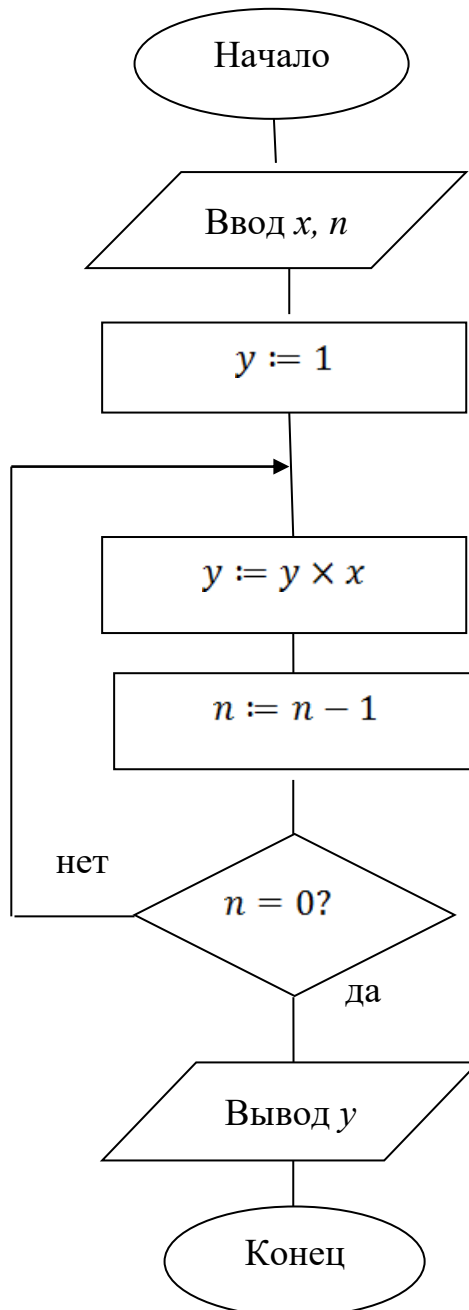 Начало
Ввод x, n
y := 1
y := y × x
n := n − 1
нет
n = 0?
да
Вывод y
Конец